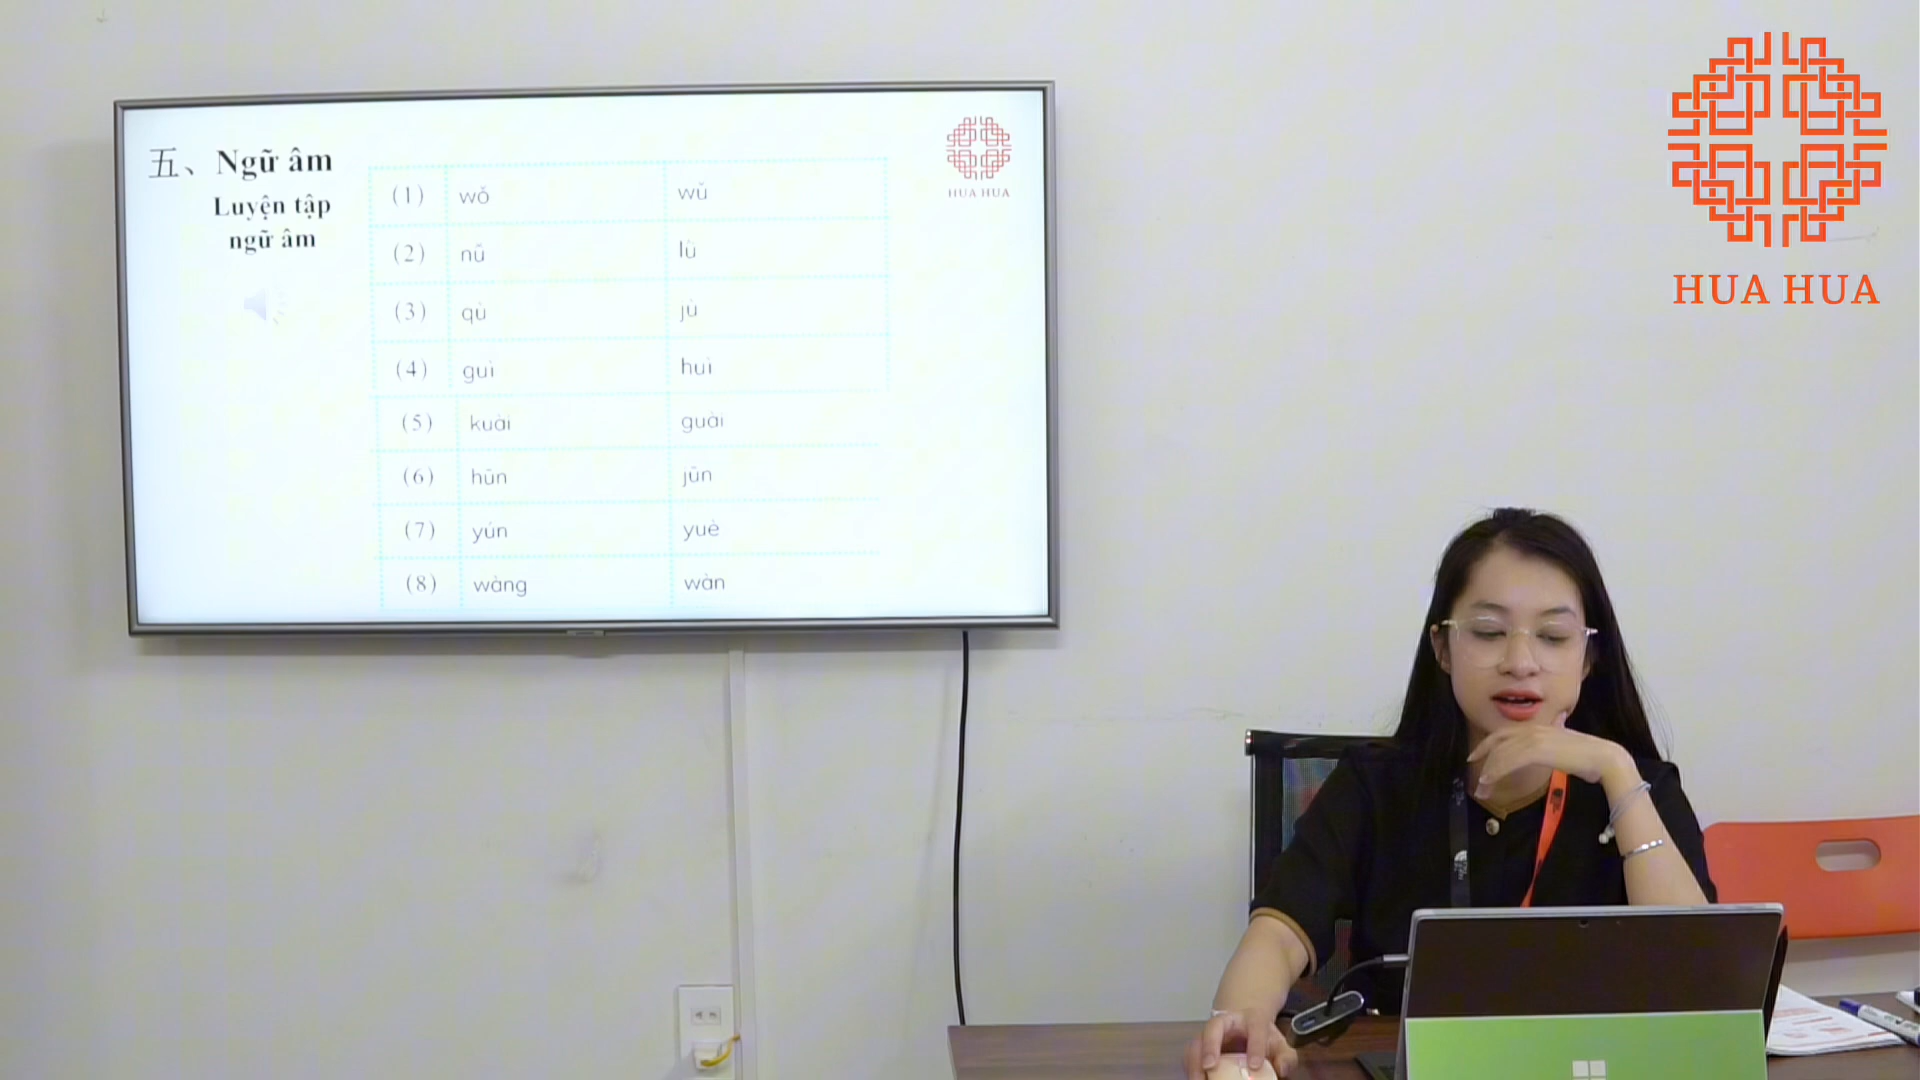 五、Ngữ âm
Luyện tập
ngữ âm
(1) wǒ wǔ
(2) nǚ lǜ
(3) qù jù
(4) guì huì
(5) kuài guài
(6) hūn jūn
(7) yún yuè
(8) wàng wàn
HUA HUA
HUA HUA